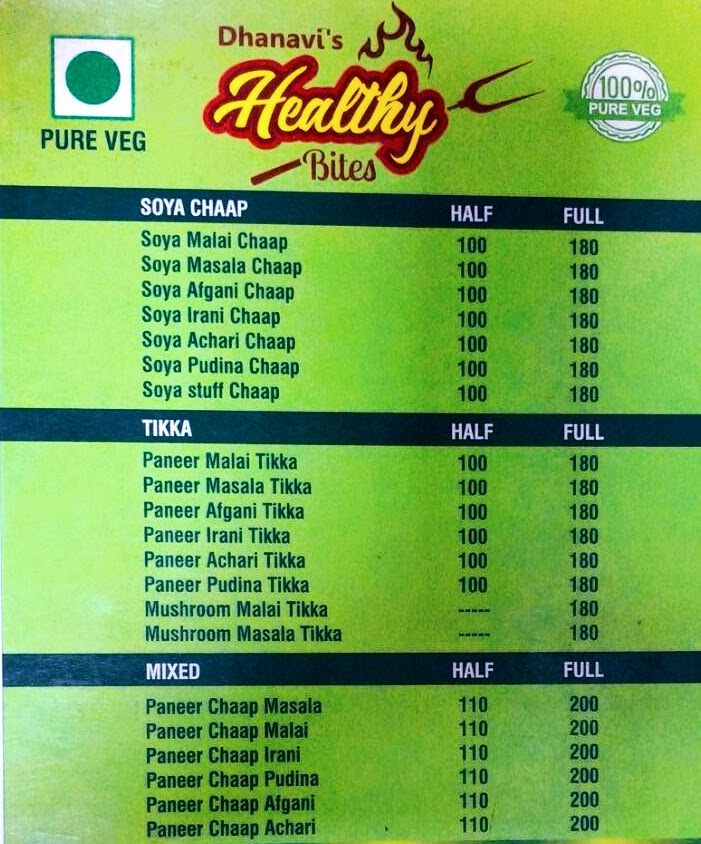 Dhanavi's
Healthy
Bites
PURE VEG
100%
PURE VEG
SOYA CHAAP HALF FULL
Soya Malai Chaap 100 180
Soya Masala Chaap 100 180
Soya Afgani Chaap 100 180
Soya Irani Chaap 100 180
Soya Achari Chaap 100 180
Soya Pudina Chaap 100 180
Soya stuff Chaap 100 180
TIKKA HALF FULL
Paneer Malai Tikka 100 180
Paneer Masala Tikka 100 180
Paneer Afgani Tikka 100 180
Paneer Irani Tikka 100 180
Paneer Achari Tikka 100 180
Paneer Pudina Tikka 100 180
Mushroom Malai Tikka ----- 180
Mushroom Masala Tikka ----- 180
MIXED HALF FULL
Paneer Chaap Masala 110 200
Paneer Chaap Malai 110 200
Paneer Chaap Irani 110 200
Paneer Chaap Pudina 110 200
Paneer Chaap Afgani 110 200
Paneer Chaap Achari 110 200